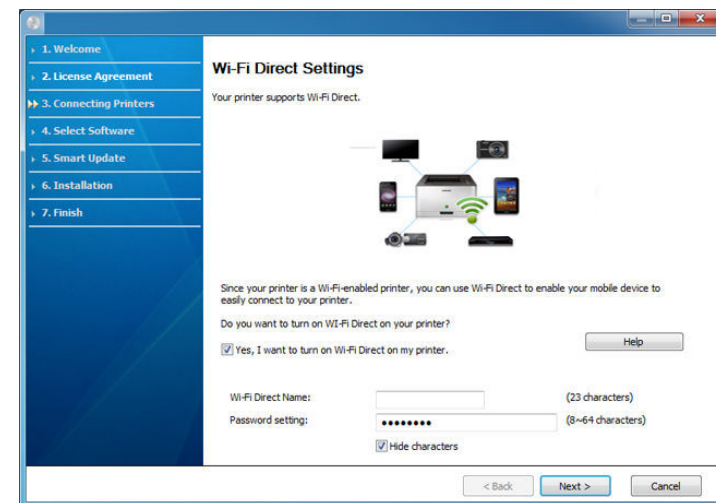 1. Welcome
2. License Agreement
3. Connecting Printers
4. Select Software
5. Smart Update
6. Installation
7. Finish
Wi-Fi Direct Settings
Your printer supports Wi-Fi Direct.
Since your printer is a Wi-Fi-enabled printer, you can use Wi-Fi Direct to enable your mobile device to
easily connect to your printer.
Do you want to turn on WI-Fi Direct on your printer?
Yes, I want to turn on Wi-Fi Direct on my printer.
Help
Wi-Fi Direct Name: (23 characters)
Password setting: •••••••• (8~64 characters)
Hide characters
< Back Next > Cancel